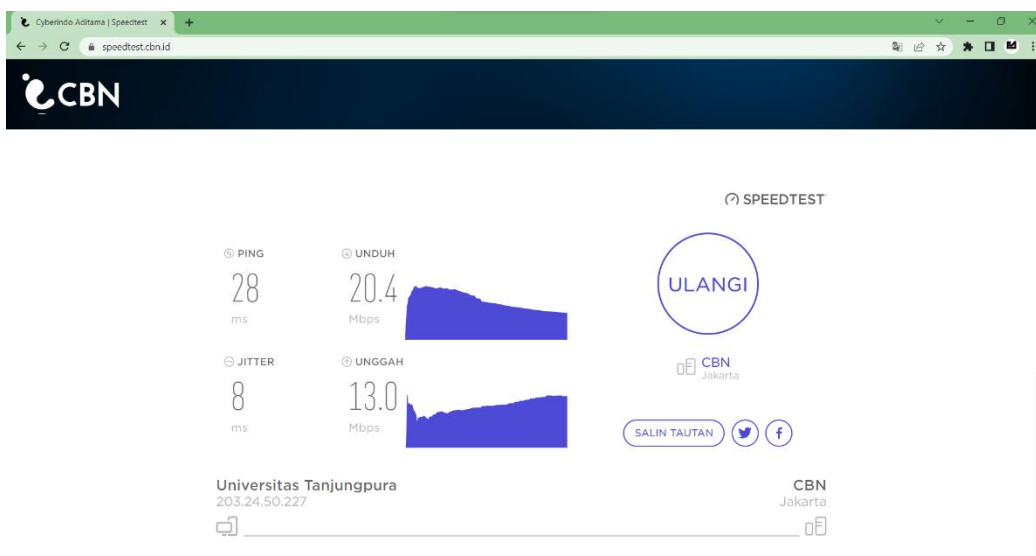 Cyberindo Aditama | Speedtest
speedtest.cbn.id
CBN
SPEEDTEST
PING
28
ms
UNDUH
20.4
Mbps
ULANGI
JITTER
8
ms
UNGGAH
13.0
Mbps
CBN
Jakarta
SALIN TAUTAN
Universitas Tanjungpura
203.24.50.227
CBN
Jakarta